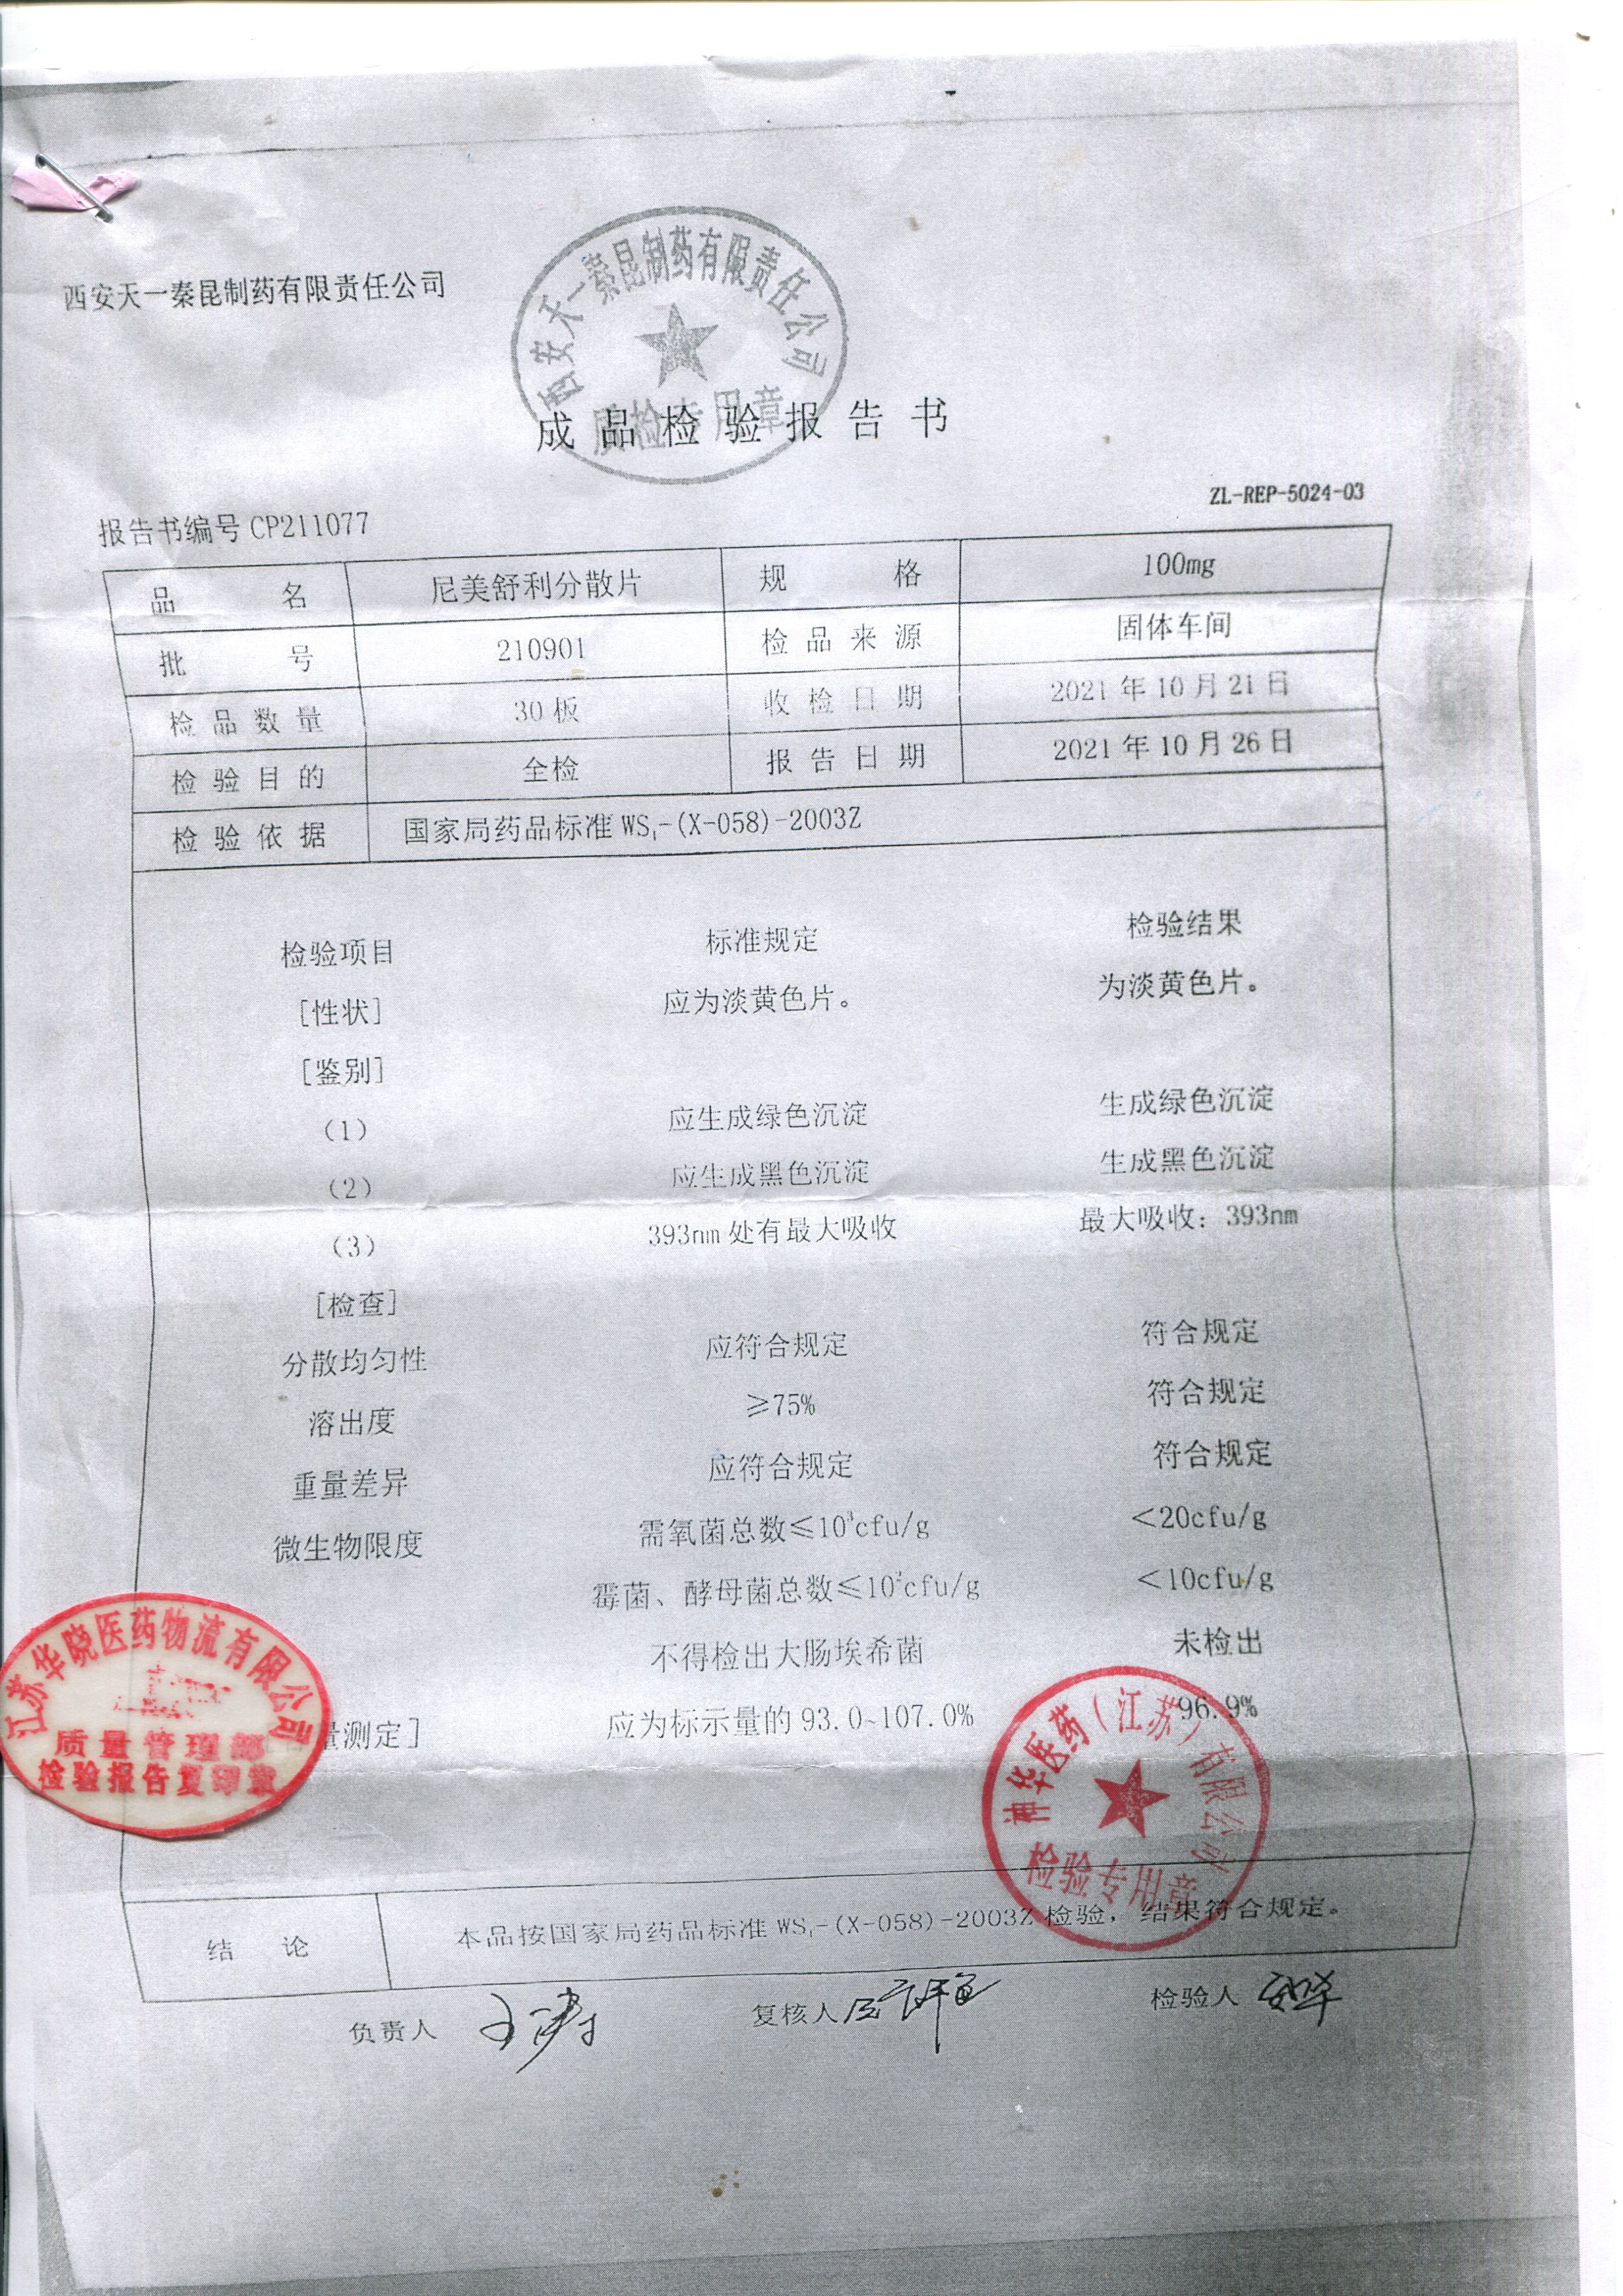 西安天一秦昆制药有限责任公司
西安天一秦昆制药有限责任公司
质检专用章
成品检验报告书
ZL-REP-5024-03
报告书编号 CP211077
品名 尼美舒利分散片 规格 100mg
批号 210901 检品来源 固体车间
检品数量 30板 收检日期 2021年10月21日
检验目的 全检 报告日期 2021年10月26日
检验依据 国家局药品标准 WS₁-(X-058)-2003Z
检验项目 标准规定 检验结果
[性状] 应为淡黄色片。 为淡黄色片。
[鉴别]
(1) 应生成绿色沉淀 生成绿色沉淀
(2) 应生成黑色沉淀 生成黑色沉淀
(3) 393nm处有最大吸收 最大吸收：393nm
[检查]
分散均匀性 应符合规定 符合规定
溶出度 ≥75% 符合规定
重量差异 应符合规定 符合规定
微生物限度 需氧菌总数≤10³cfu/g <20cfu/g
霉菌、酵母菌总数≤10²cfu/g <10cfu/g
不得检出大肠埃希菌 未检出
量测定] 应为标示量的 93.0~107.0% 96.9%
江苏华晓医药物流有限公司
质量管理部
检验报告复印章
医药（江苏）有限公司
检验专用章
结论 本品按国家局药品标准 WS₁-(X-058)-2003Z 检验，结果符合规定。
负责人 复核人 检验人